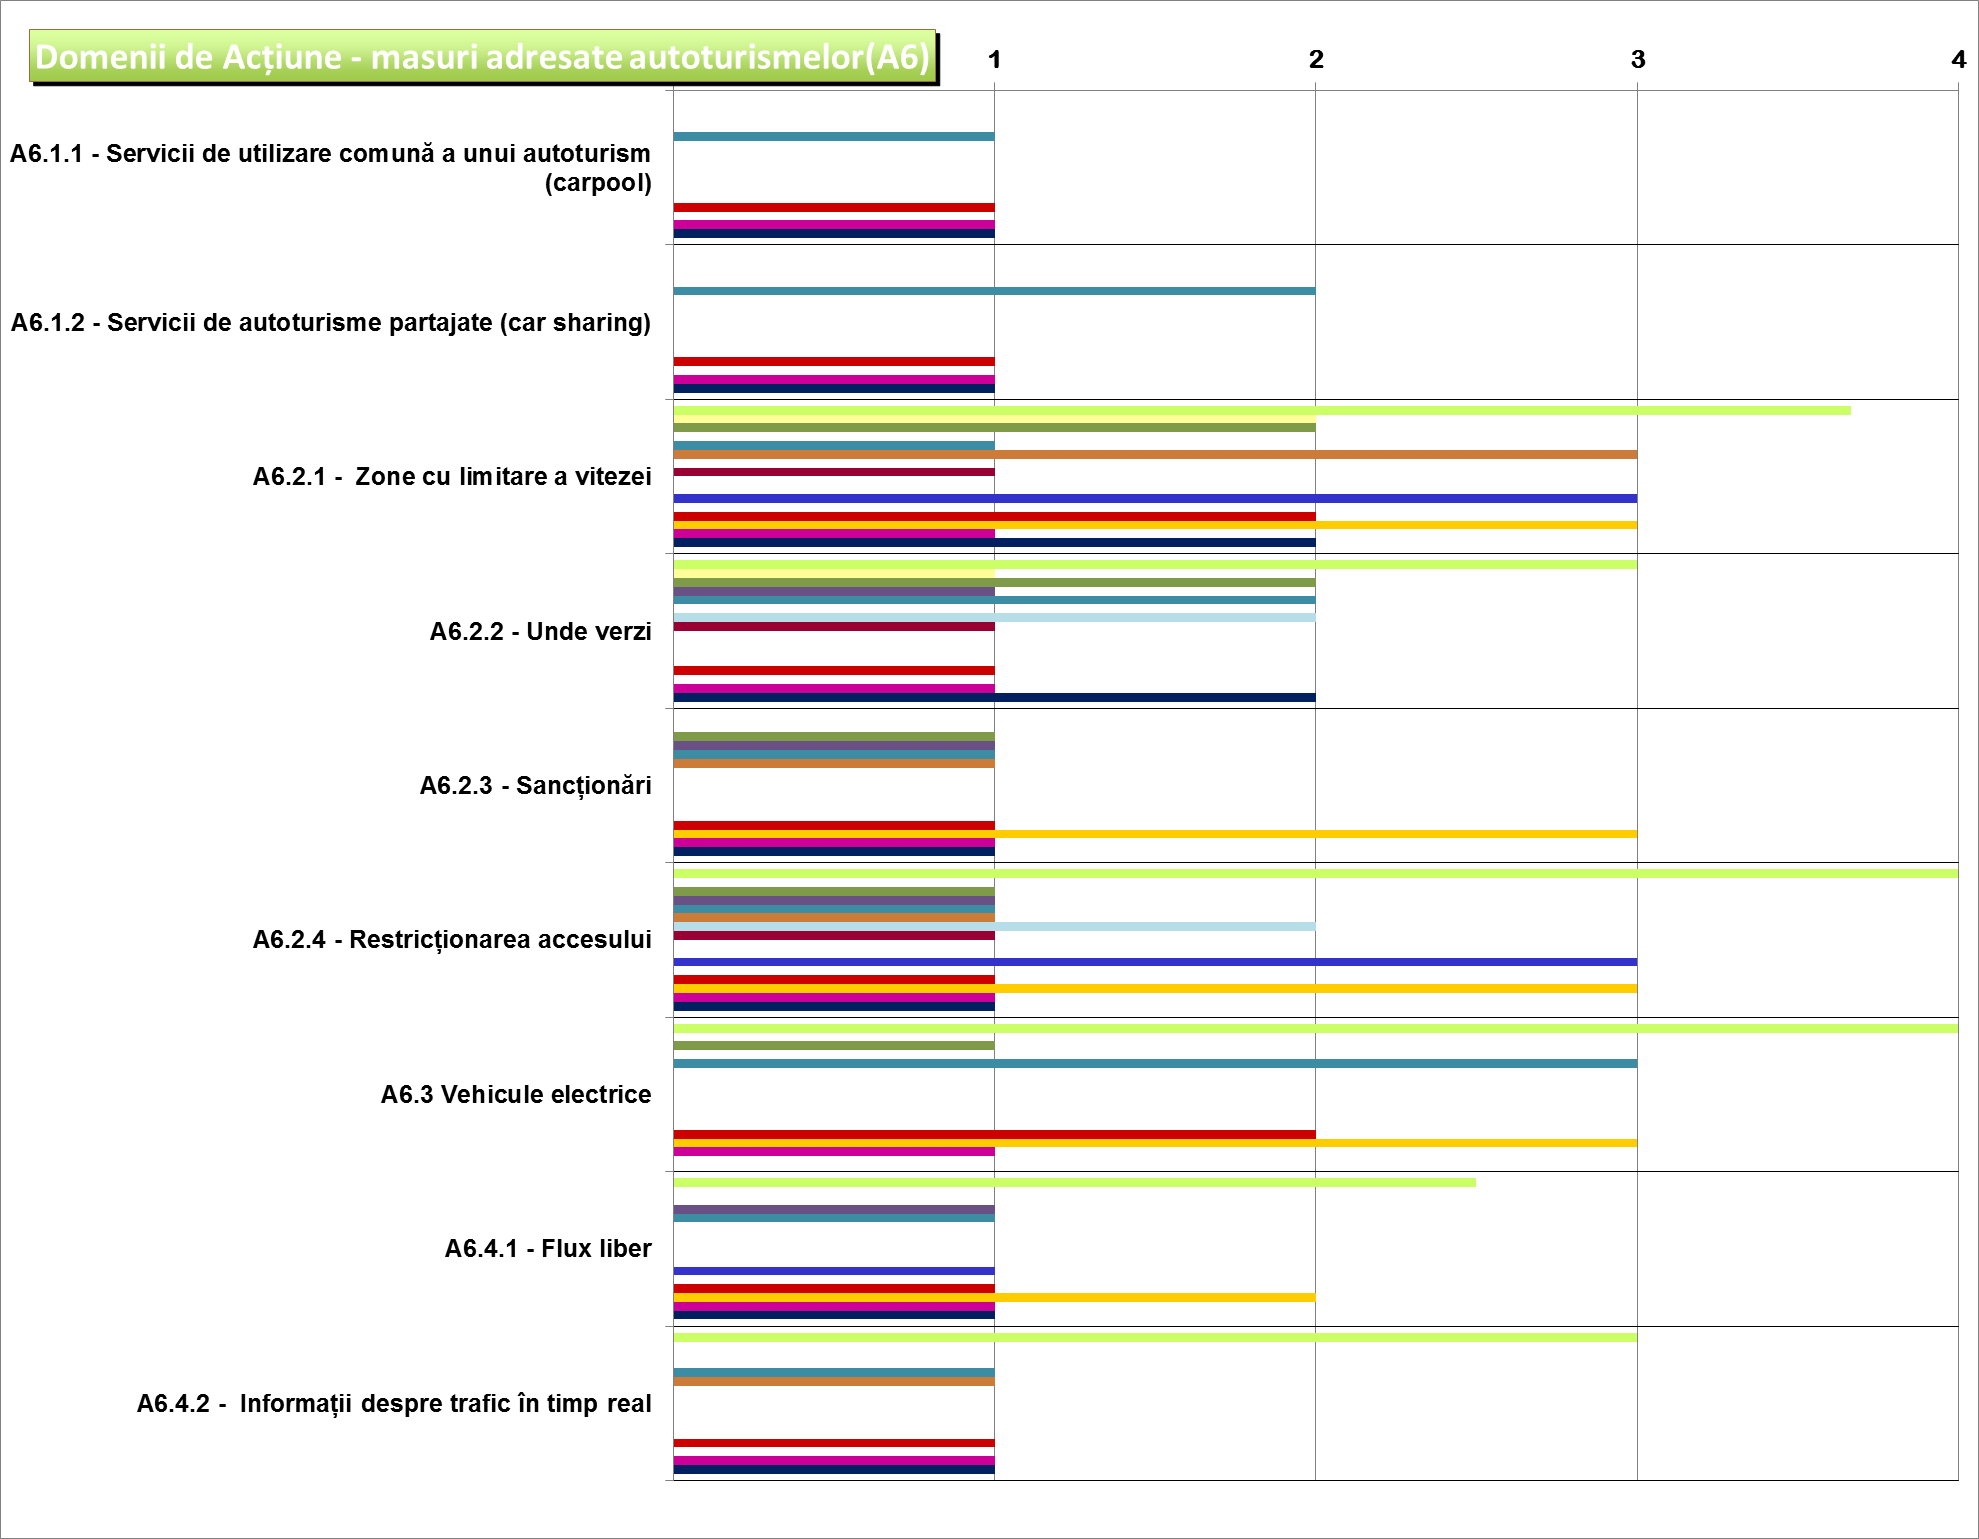 Domenii de Acțiune - masuri adresate autoturismelor(A6)
1 2 3 4
A6.1.1 - Servicii de utilizare comună a unui autoturism
(carpool)
A6.1.2 - Servicii de autoturisme partajate (car sharing)
A6.2.1 -  Zone cu limitare a vitezei
A6.2.2 - Unde verzi
A6.2.3 - Sancționări
A6.2.4 - Restricționarea accesului
A6.3 Vehicule electrice
A6.4.1 - Flux liber
A6.4.2 -  Informații despre trafic în timp real